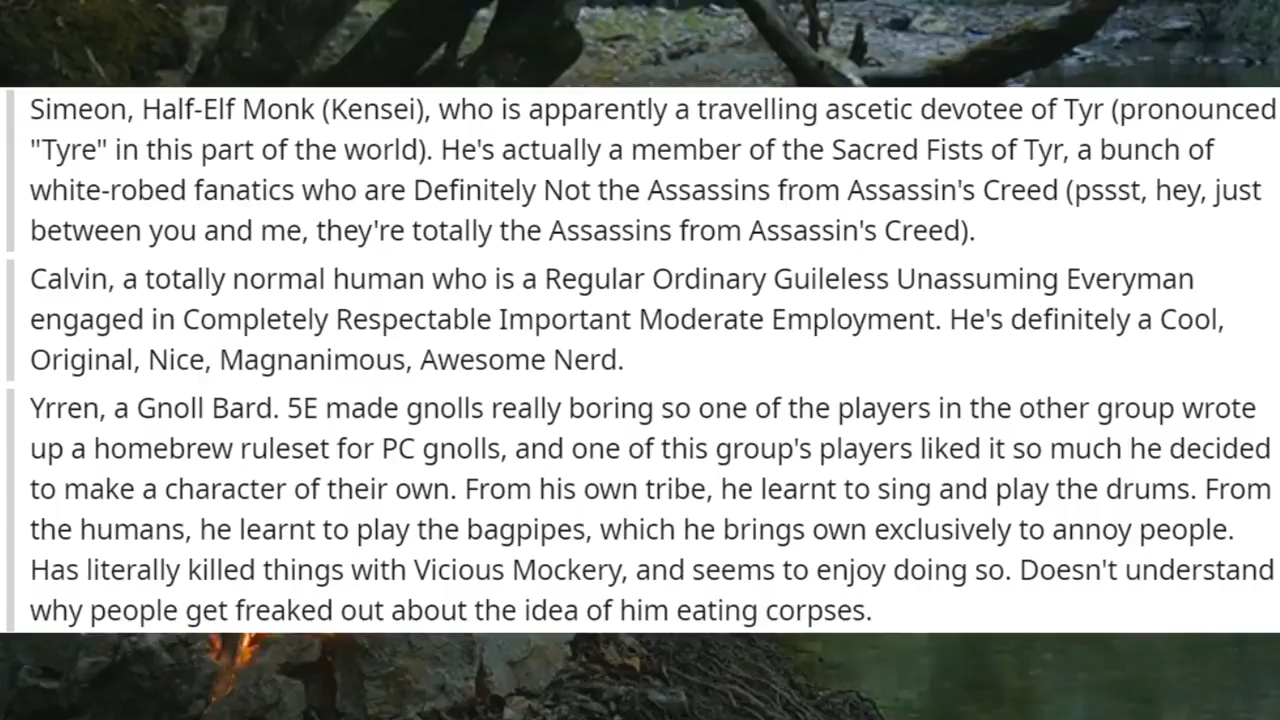 Simeon, Half-Elf Monk (Kensei), who is apparently a travelling ascetic devotee of Tyr (pronounced
"Tyre" in this part of the world). He's actually a member of the Sacred Fists of Tyr, a bunch of
white-robed fanatics who are Definitely Not the Assassins from Assassin's Creed (pssst, hey, just
between you and me, they're totally the Assassins from Assassin's Creed).
Calvin, a totally normal human who is a Regular Ordinary Guileless Unassuming Everyman
engaged in Completely Respectable Important Moderate Employment. He's definitely a Cool,
Original, Nice, Magnanimous, Awesome Nerd.
Yrren, a Gnoll Bard. 5E made gnolls really boring so one of the players in the other group wrote
up a homebrew ruleset for PC gnolls, and one of this group's players liked it so much he decided
to make a character of their own. From his own tribe, he learnt to sing and play the drums. From
the humans, he learnt to play the bagpipes, which he brings own exclusively to annoy people.
Has literally killed things with Vicious Mockery, and seems to enjoy doing so. Doesn't understand
why people get freaked out about the idea of him eating corpses.